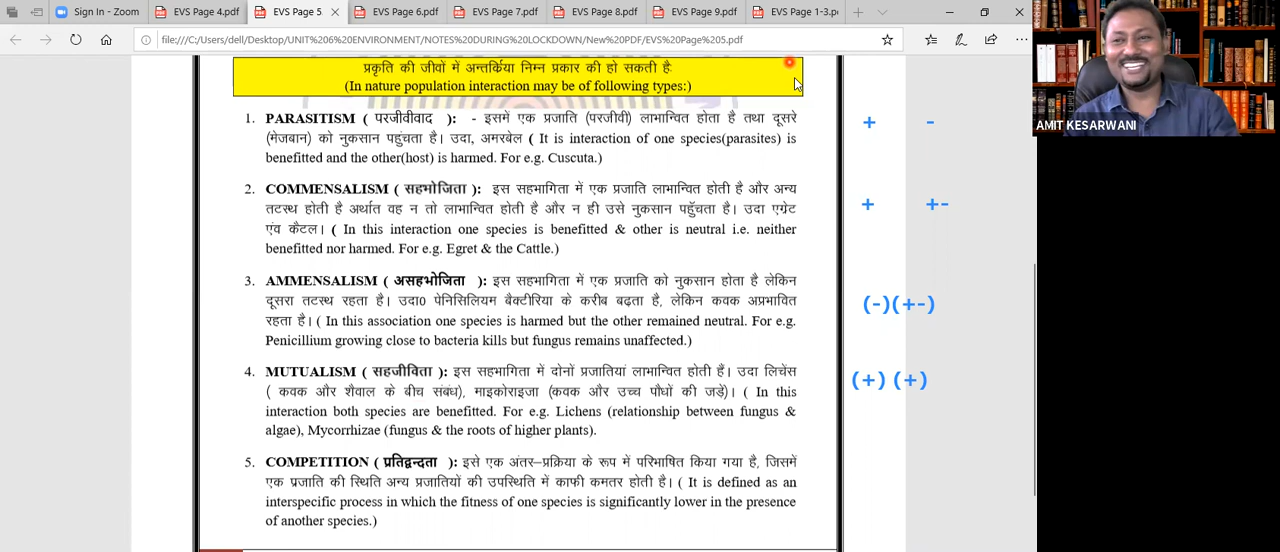 Sign In - Zoom
EVS Page 4.pdf
EVS Page 5.
EVS Page 6.pdf
EVS Page 7.pdf
EVS Page 8.pdf
EVS Page 9.pdf
EVS Page 1-3.p
file:///C:/Users/dell/Desktop/UNIT%206%20ENVIRONMENT/NOTES%20DURING%20LOCKDOWN/New%20PDF/EVS%20Page%205.pdf
AMIT KESARWANI
प्रकृति की जीवों में अन्तर्किया निम्न प्रकार की हो सकती है
(In nature population interaction may be of following types:)
1. PARASITISM ( परजीवीवाद ): - इसमें एक प्रजाति (परजीवी) लाभान्वित होता है तथा दूसरे + -
(मेजबान) को नुकसान पहुंचता है। उदा, अमरबेल ( It is interaction of one species(parasites) is
benefitted and the other(host) is harmed. For e.g. Cuscuta.)
2. COMMENSALISM ( सहभोजिता ): इस सहभागिता में एक प्रजाति लाभान्वित होती है और अन्य + +-
तटस्थ होती है अर्थात वह न तो लाभान्वित होती है और न ही उसे नुकसान पहुँचता है। उदा एग्रेट
एंव कैटल। ( In this interaction one species is benefitted & other is neutral i.e. neither
benefitted nor harmed. For e.g. Egret & the Cattle.)
3. AMMENSALISM ( असहभोजिता ): इस सहभागिता में एक प्रजाति को नुकसान होता है लेकिन
दूसरा तटस्थ रहता है। उदा0 पेनिसिलियम बैक्टीरिया के करीब बढ़ता है, लेकिन कवक अप्रभावित (-)(+-)
रहता है। ( In this association one species is harmed but the other remained neutral. For e.g.
Penicillium growing close to bacteria kills but fungus remains unaffected.)
4. MUTUALISM ( सहजीविता ): इस सहभागिता में दोनों प्रजातियां लाभान्वित होती हैं। उदा लिचेंस (+) (+)
( कवक और शैवाल के बीच संबंध), माइकोराइजा (कवक और उच्च पौधों की जड़ें)। ( In this
interaction both species are benefitted. For e.g. Lichens (relationship between fungus &
algae), Mycorrhizae (fungus & the roots of higher plants).
5. COMPETITION ( प्रतिद्वन्दता ): इसे एक अंतर–प्रक्रिया के रूप में परिभाषित किया गया है, जिसमें
एक प्रजाति की स्थिति अन्य प्रजातियों की उपस्थिति में काफी कमतर होती है। ( It is defined as an
interspecific process in which the fitness of one species is significantly lower in the presence
of another species.)